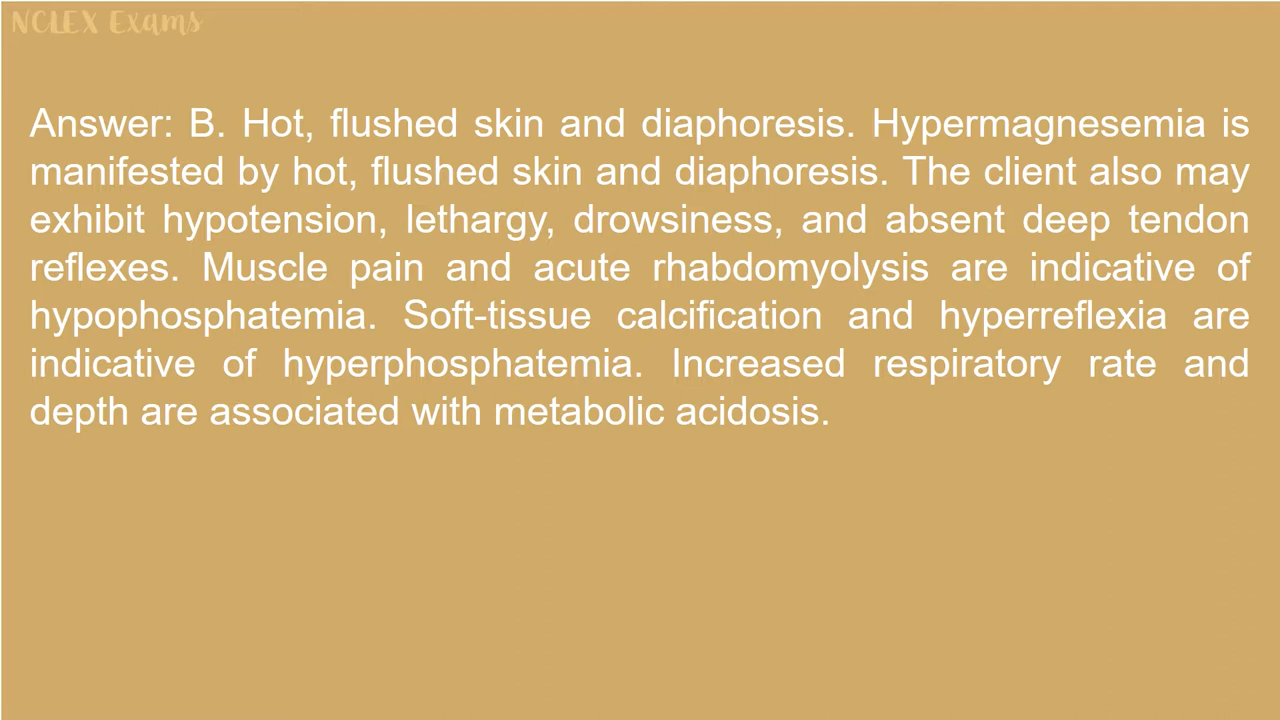 NCLEX Exams
Answer: B. Hot, flushed skin and diaphoresis. Hypermagnesemia is
manifested by hot, flushed skin and diaphoresis. The client also may
exhibit hypotension, lethargy, drowsiness, and absent deep tendon
reflexes. Muscle pain and acute rhabdomyolysis are indicative of
hypophosphatemia. Soft-tissue calcification and hyperreflexia are
indicative of hyperphosphatemia. Increased respiratory rate and
depth are associated with metabolic acidosis.